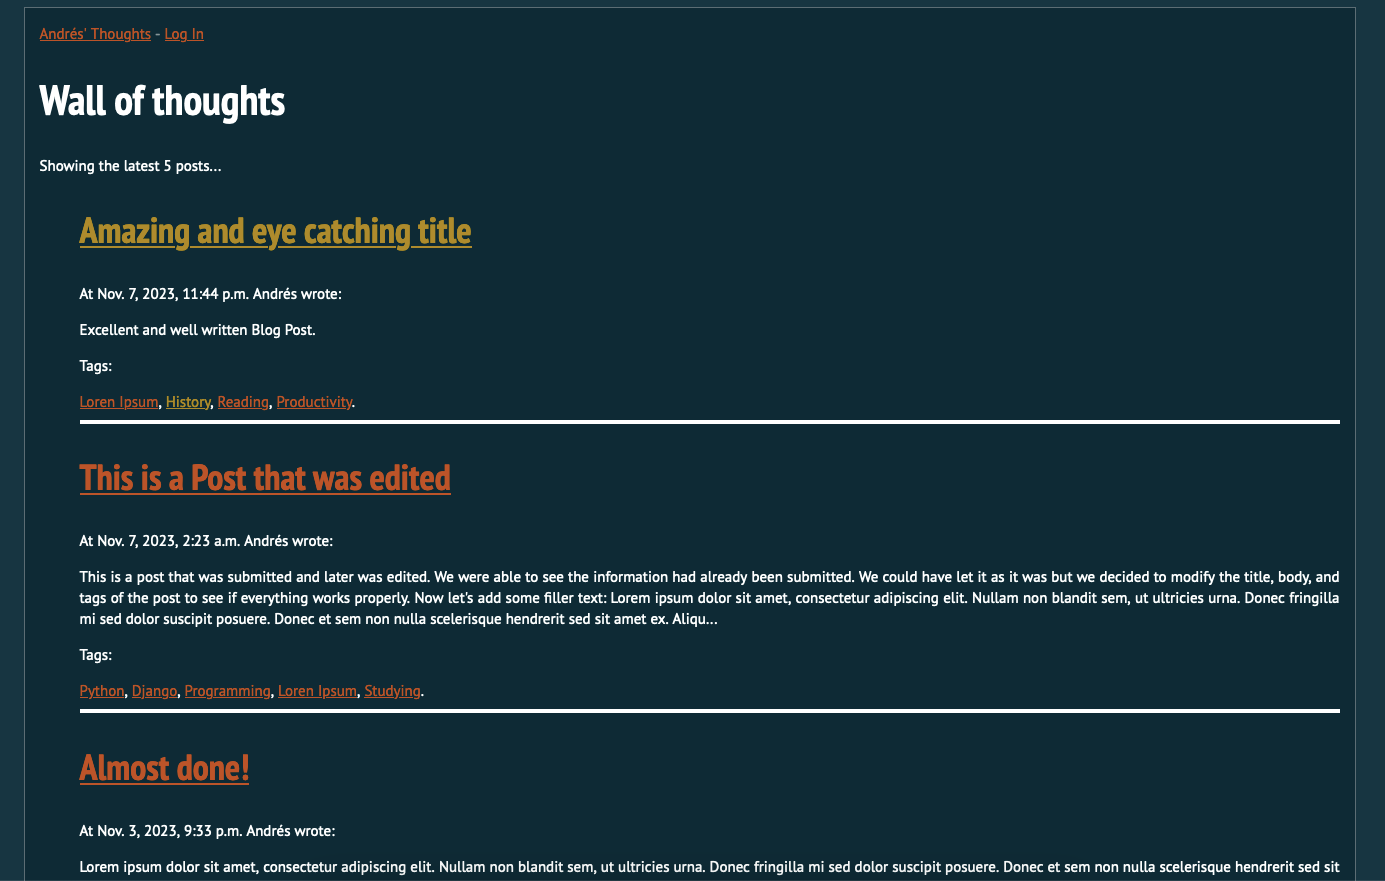 Andrés' Thoughts - Log In
Wall of thoughts
Showing the latest 5 posts...
Amazing and eye catching title
At Nov. 7, 2023, 11:44 p.m. Andrés wrote:
Excellent and well written Blog Post.
Tags:
Loren Ipsum, History, Reading, Productivity.
This is a Post that was edited
At Nov. 7, 2023, 2:23 a.m. Andrés wrote:
This is a post that was submitted and later was edited. We were able to see the information had already been submitted. We could have let it as it was but we decided to modify the title, body, and
tags of the post to see if everything works properly. Now let's add some filler text: Lorem ipsum dolor sit amet, consectetur adipiscing elit. Nullam non blandit sem, ut ultricies urna. Donec fringilla
mi sed dolor suscipit posuere. Donec et sem non nulla scelerisque hendrerit sed sit amet ex. Aliqu...
Tags:
Python, Django, Programming, Loren Ipsum, Studying.
Almost done!
At Nov. 3, 2023, 9:33 p.m. Andrés wrote:
Lorem ipsum dolor sit amet, consectetur adipiscing elit. Nullam non blandit sem, ut ultricies urna. Donec fringilla mi sed dolor suscipit posuere. Donec et sem non nulla scelerisque hendrerit sed sit